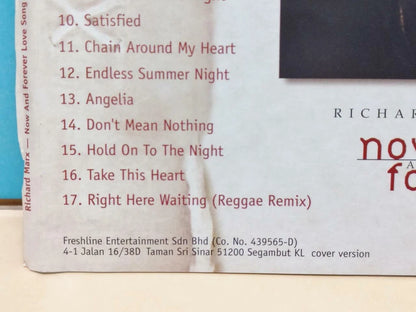 10. Satisfied
11. Chain Around My Heart
12. Endless Summer Night
13. Angelia
14. Don't Mean Nothing
15. Hold On To The Night
16. Take This Heart
17. Right Here Waiting (Reggae Remix)
Freshline Entertainment Sdn Bhd (Co. No. 439565-D)
4-1 Jalan 16/38D Taman Sri Sinar 51200 Segambut KL cover version
Richard Marx — Now And Forever Love Song
RICHAR
nov
A
fo